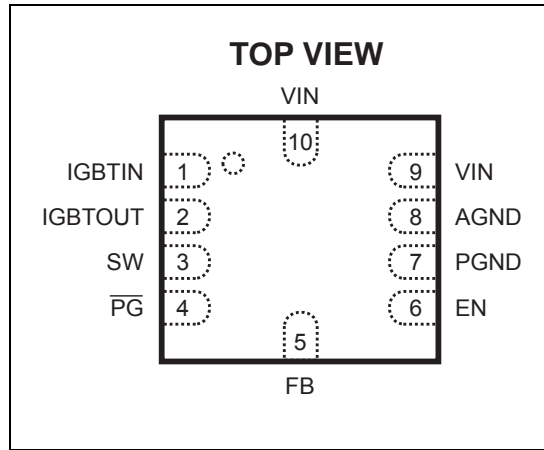 TOP VIEW
VIN
10
IGBTIN 1 9 VIN
IGBTOUT 2 8 AGND
SW 3 7 PGND
PG 4 6 EN
5
FB